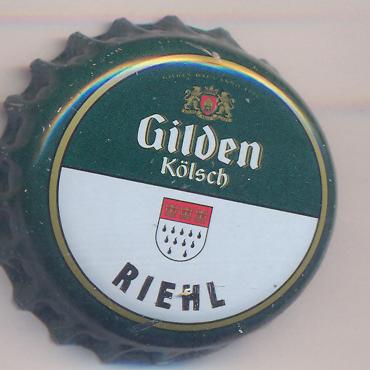 Gilden
Kölsch
RIEHL